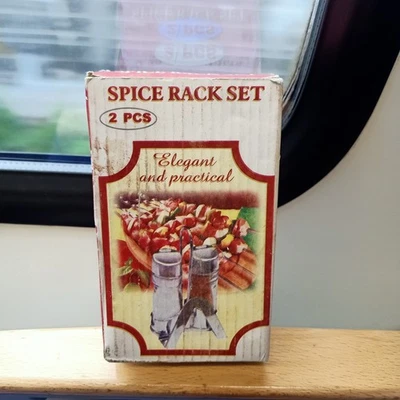 SPICE RACK SET
2 PCS
Elegant
and practical